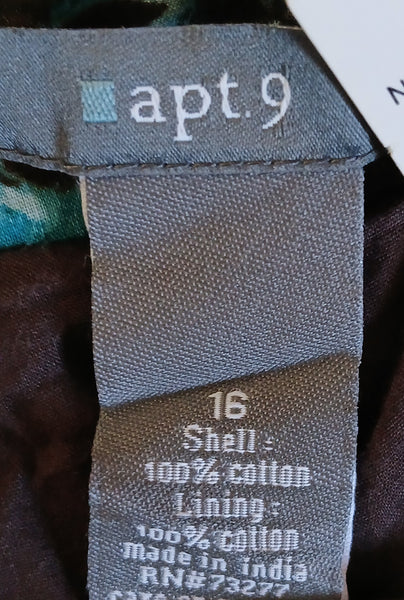 apt.9
16
Shell:
100% cotton
Lining:
100% cotton
made in india
RN#73277